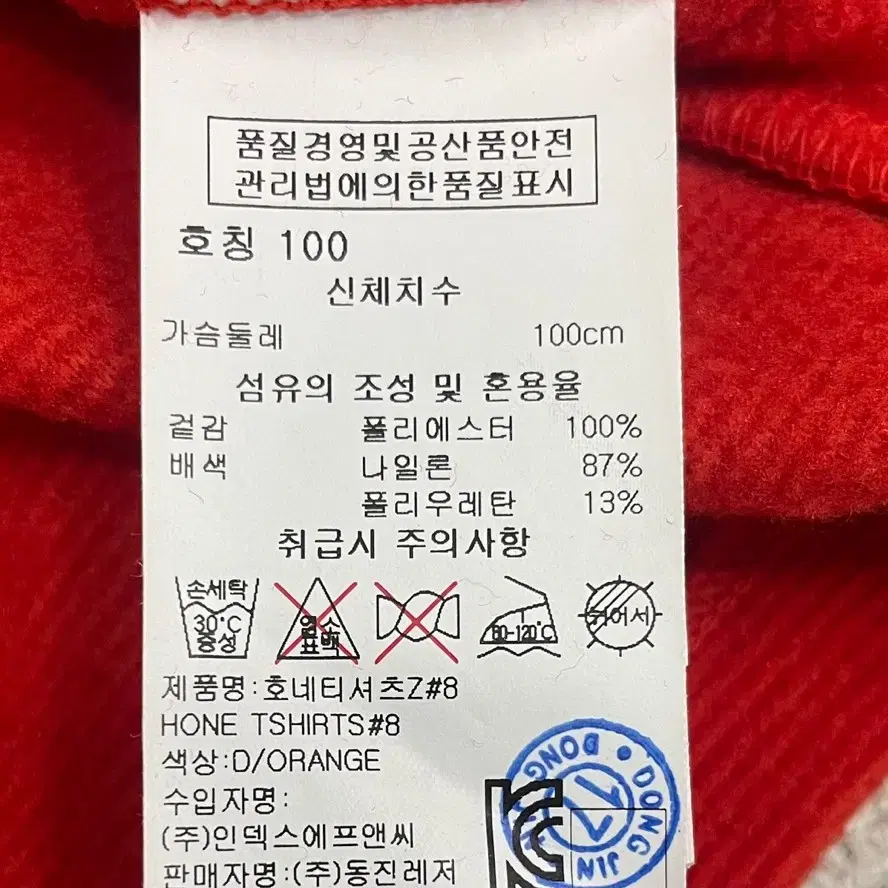 품질경영및공산품안전
관리법에의한품질표시
호칭 100
신체치수
가슴둘레 100cm
섬유의 조성 및 혼용율
겉감 폴리에스터 100%
배색 나일론 87%
폴리우레탄 13%
취급시 주의사항
손세탁 30°C 중성
염소 표백
80-120°C
뉘어서
제품명:호네티셔츠Z#8
HONE TSHIRTS#8
색상:D/ORANGE
수입자명:
(주)인덱스에프앤씨
판매자명:(주)동진레저
DONG JIN DONG